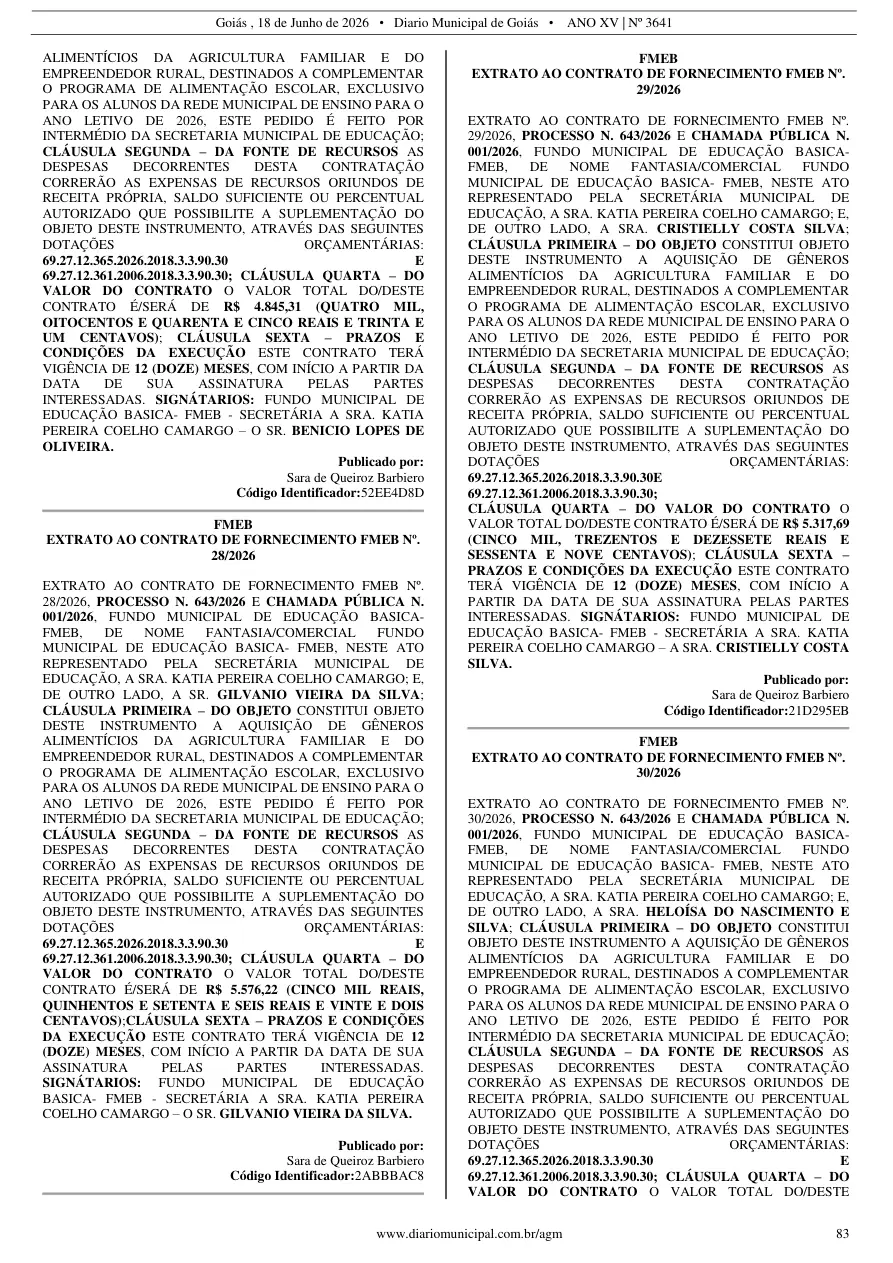 Goiás , 18 de Junho de 2026 • Diario Municipal de Goiás • ANO XV | Nº 3641
ALIMENTÍCIOS DA AGRICULTURA FAMILIAR E DO
EMPREENDEDOR RURAL, DESTINADOS A COMPLEMENTAR
O PROGRAMA DE ALIMENTAÇÃO ESCOLAR, EXCLUSIVO
PARA OS ALUNOS DA REDE MUNICIPAL DE ENSINO PARA O
ANO LETIVO DE 2026, ESTE PEDIDO É FEITO POR
INTERMÉDIO DA SECRETARIA MUNICIPAL DE EDUCAÇÃO;
CLÁUSULA SEGUNDA – DA FONTE DE RECURSOS AS
DESPESAS DECORRENTES DESTA CONTRATAÇÃO
CORRERÃO AS EXPENSAS DE RECURSOS ORIUNDOS DE
RECEITA PRÓPRIA, SALDO SUFICIENTE OU PERCENTUAL
AUTORIZADO QUE POSSIBILITE A SUPLEMENTAÇÃO DO
OBJETO DESTE INSTRUMENTO, ATRAVÉS DAS SEGUINTES
DOTAÇÕES ORÇAMENTÁRIAS:
69.27.12.365.2026.2018.3.3.90.30 E
69.27.12.361.2006.2018.3.3.90.30; CLÁUSULA QUARTA – DO
VALOR DO CONTRATO O VALOR TOTAL DO/DESTE
CONTRATO É/SERÁ DE R$ 4.845,31 (QUATRO MIL,
OITOCENTOS E QUARENTA E CINCO REAIS E TRINTA E
UM CENTAVOS); CLÁUSULA SEXTA – PRAZOS E
CONDIÇÕES DA EXECUÇÃO ESTE CONTRATO TERÁ
VIGÊNCIA DE 12 (DOZE) MESES, COM INÍCIO A PARTIR DA
DATA DE SUA ASSINATURA PELAS PARTES
INTERESSADAS. SIGNÁTARIOS: FUNDO MUNICIPAL DE
EDUCAÇÃO BASICA- FMEB - SECRETÁRIA A SRA. KATIA
PEREIRA COELHO CAMARGO – O SR. BENICIO LOPES DE
OLIVEIRA.
Publicado por:
Sara de Queiroz Barbiero
Código Identificador:52EE4D8D
FMEB
EXTRATO AO CONTRATO DE FORNECIMENTO FMEB Nº.
28/2026
EXTRATO AO CONTRATO DE FORNECIMENTO FMEB Nº.
28/2026, PROCESSO N. 643/2026 E CHAMADA PÚBLICA N.
001/2026, FUNDO MUNICIPAL DE EDUCAÇÃO BASICA-
FMEB, DE NOME FANTASIA/COMERCIAL FUNDO
MUNICIPAL DE EDUCAÇÃO BASICA- FMEB, NESTE ATO
REPRESENTADO PELA SECRETÁRIA MUNICIPAL DE
EDUCAÇÃO, A SRA. KATIA PEREIRA COELHO CAMARGO; E,
DE OUTRO LADO, A SR. GILVANIO VIEIRA DA SILVA;
CLÁUSULA PRIMEIRA – DO OBJETO CONSTITUI OBJETO
DESTE INSTRUMENTO A AQUISIÇÃO DE GÊNEROS
ALIMENTÍCIOS DA AGRICULTURA FAMILIAR E DO
EMPREENDEDOR RURAL, DESTINADOS A COMPLEMENTAR
O PROGRAMA DE ALIMENTAÇÃO ESCOLAR, EXCLUSIVO
PARA OS ALUNOS DA REDE MUNICIPAL DE ENSINO PARA O
ANO LETIVO DE 2026, ESTE PEDIDO É FEITO POR
INTERMÉDIO DA SECRETARIA MUNICIPAL DE EDUCAÇÃO;
CLÁUSULA SEGUNDA – DA FONTE DE RECURSOS AS
DESPESAS DECORRENTES DESTA CONTRATAÇÃO
CORRERÃO AS EXPENSAS DE RECURSOS ORIUNDOS DE
RECEITA PRÓPRIA, SALDO SUFICIENTE OU PERCENTUAL
AUTORIZADO QUE POSSIBILITE A SUPLEMENTAÇÃO DO
OBJETO DESTE INSTRUMENTO, ATRAVÉS DAS SEGUINTES
DOTAÇÕES ORÇAMENTÁRIAS:
69.27.12.365.2026.2018.3.3.90.30 E
69.27.12.361.2006.2018.3.3.90.30; CLÁUSULA QUARTA – DO
VALOR DO CONTRATO O VALOR TOTAL DO/DESTE
CONTRATO É/SERÁ DE R$ 5.576,22 (CINCO MIL REAIS,
QUINHENTOS E SETENTA E SEIS REAIS E VINTE E DOIS
CENTAVOS);CLÁUSULA SEXTA – PRAZOS E CONDIÇÕES
DA EXECUÇÃO ESTE CONTRATO TERÁ VIGÊNCIA DE 12
(DOZE) MESES, COM INÍCIO A PARTIR DA DATA DE SUA
ASSINATURA PELAS PARTES INTERESSADAS.
SIGNÁTARIOS: FUNDO MUNICIPAL DE EDUCAÇÃO
BASICA- FMEB - SECRETÁRIA A SRA. KATIA PEREIRA
COELHO CAMARGO – O SR. GILVANIO VIEIRA DA SILVA.
Publicado por:
Sara de Queiroz Barbiero
Código Identificador:2ABBBAC8
FMEB
EXTRATO AO CONTRATO DE FORNECIMENTO FMEB Nº.
29/2026
EXTRATO AO CONTRATO DE FORNECIMENTO FMEB Nº.
29/2026, PROCESSO N. 643/2026 E CHAMADA PÚBLICA N.
001/2026, FUNDO MUNICIPAL DE EDUCAÇÃO BASICA-
FMEB, DE NOME FANTASIA/COMERCIAL FUNDO
MUNICIPAL DE EDUCAÇÃO BASICA- FMEB, NESTE ATO
REPRESENTADO PELA SECRETÁRIA MUNICIPAL DE
EDUCAÇÃO, A SRA. KATIA PEREIRA COELHO CAMARGO; E,
DE OUTRO LADO, A SRA. CRISTIELLY COSTA SILVA;
CLÁUSULA PRIMEIRA – DO OBJETO CONSTITUI OBJETO
DESTE INSTRUMENTO A AQUISIÇÃO DE GÊNEROS
ALIMENTÍCIOS DA AGRICULTURA FAMILIAR E DO
EMPREENDEDOR RURAL, DESTINADOS A COMPLEMENTAR
O PROGRAMA DE ALIMENTAÇÃO ESCOLAR, EXCLUSIVO
PARA OS ALUNOS DA REDE MUNICIPAL DE ENSINO PARA O
ANO LETIVO DE 2026, ESTE PEDIDO É FEITO POR
INTERMÉDIO DA SECRETARIA MUNICIPAL DE EDUCAÇÃO;
CLÁUSULA SEGUNDA – DA FONTE DE RECURSOS AS
DESPESAS DECORRENTES DESTA CONTRATAÇÃO
CORRERÃO AS EXPENSAS DE RECURSOS ORIUNDOS DE
RECEITA PRÓPRIA, SALDO SUFICIENTE OU PERCENTUAL
AUTORIZADO QUE POSSIBILITE A SUPLEMENTAÇÃO DO
OBJETO DESTE INSTRUMENTO, ATRAVÉS DAS SEGUINTES
DOTAÇÕES ORÇAMENTÁRIAS:
69.27.12.365.2026.2018.3.3.90.30E
69.27.12.361.2006.2018.3.3.90.30;
CLÁUSULA QUARTA – DO VALOR DO CONTRATO O
VALOR TOTAL DO/DESTE CONTRATO É/SERÁ DE R$ 5.317,69
(CINCO MIL, TREZENTOS E DEZESSETE REAIS E
SESSENTA E NOVE CENTAVOS); CLÁUSULA SEXTA –
PRAZOS E CONDIÇÕES DA EXECUÇÃO ESTE CONTRATO
TERÁ VIGÊNCIA DE 12 (DOZE) MESES, COM INÍCIO A
PARTIR DA DATA DE SUA ASSINATURA PELAS PARTES
INTERESSADAS. SIGNÁTARIOS: FUNDO MUNICIPAL DE
EDUCAÇÃO BASICA- FMEB - SECRETÁRIA A SRA. KATIA
PEREIRA COELHO CAMARGO – A SRA. CRISTIELLY COSTA
SILVA.
Publicado por:
Sara de Queiroz Barbiero
Código Identificador:21D295EB
FMEB
EXTRATO AO CONTRATO DE FORNECIMENTO FMEB Nº.
30/2026
EXTRATO AO CONTRATO DE FORNECIMENTO FMEB Nº.
30/2026, PROCESSO N. 643/2026 E CHAMADA PÚBLICA N.
001/2026, FUNDO MUNICIPAL DE EDUCAÇÃO BASICA-
FMEB, DE NOME FANTASIA/COMERCIAL FUNDO
MUNICIPAL DE EDUCAÇÃO BASICA- FMEB, NESTE ATO
REPRESENTADO PELA SECRETÁRIA MUNICIPAL DE
EDUCAÇÃO, A SRA. KATIA PEREIRA COELHO CAMARGO; E,
DE OUTRO LADO, A SRA. HELOÍSA DO NASCIMENTO E
SILVA; CLÁUSULA PRIMEIRA – DO OBJETO CONSTITUI
OBJETO DESTE INSTRUMENTO A AQUISIÇÃO DE GÊNEROS
ALIMENTÍCIOS DA AGRICULTURA FAMILIAR E DO
EMPREENDEDOR RURAL, DESTINADOS A COMPLEMENTAR
O PROGRAMA DE ALIMENTAÇÃO ESCOLAR, EXCLUSIVO
PARA OS ALUNOS DA REDE MUNICIPAL DE ENSINO PARA O
ANO LETIVO DE 2026, ESTE PEDIDO É FEITO POR
INTERMÉDIO DA SECRETARIA MUNICIPAL DE EDUCAÇÃO;
CLÁUSULA SEGUNDA – DA FONTE DE RECURSOS AS
DESPESAS DECORRENTES DESTA CONTRATAÇÃO
CORRERÃO AS EXPENSAS DE RECURSOS ORIUNDOS DE
RECEITA PRÓPRIA, SALDO SUFICIENTE OU PERCENTUAL
AUTORIZADO QUE POSSIBILITE A SUPLEMENTAÇÃO DO
OBJETO DESTE INSTRUMENTO, ATRAVÉS DAS SEGUINTES
DOTAÇÕES ORÇAMENTÁRIAS:
69.27.12.365.2026.2018.3.3.90.30 E
69.27.12.361.2006.2018.3.3.90.30; CLÁUSULA QUARTA – DO
VALOR DO CONTRATO O VALOR TOTAL DO/DESTE
www.diariomunicipal.com.br/agm 83